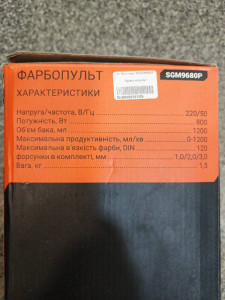 ФАРБОПУЛЬТ
SGM9680P
ХАРАКТЕРИСТИКИ
Напруга/частота, В/Гц 220/50
Потужність, Вт 800
Об'єм бака, мл 1200
Максимальна продуктивність, мл/хв 0-1200
Максимальна в'язкість фарби, DIN 120
форсунки в комплекті, мм 1,0/2,0/3,0
Вага, кг 1,5